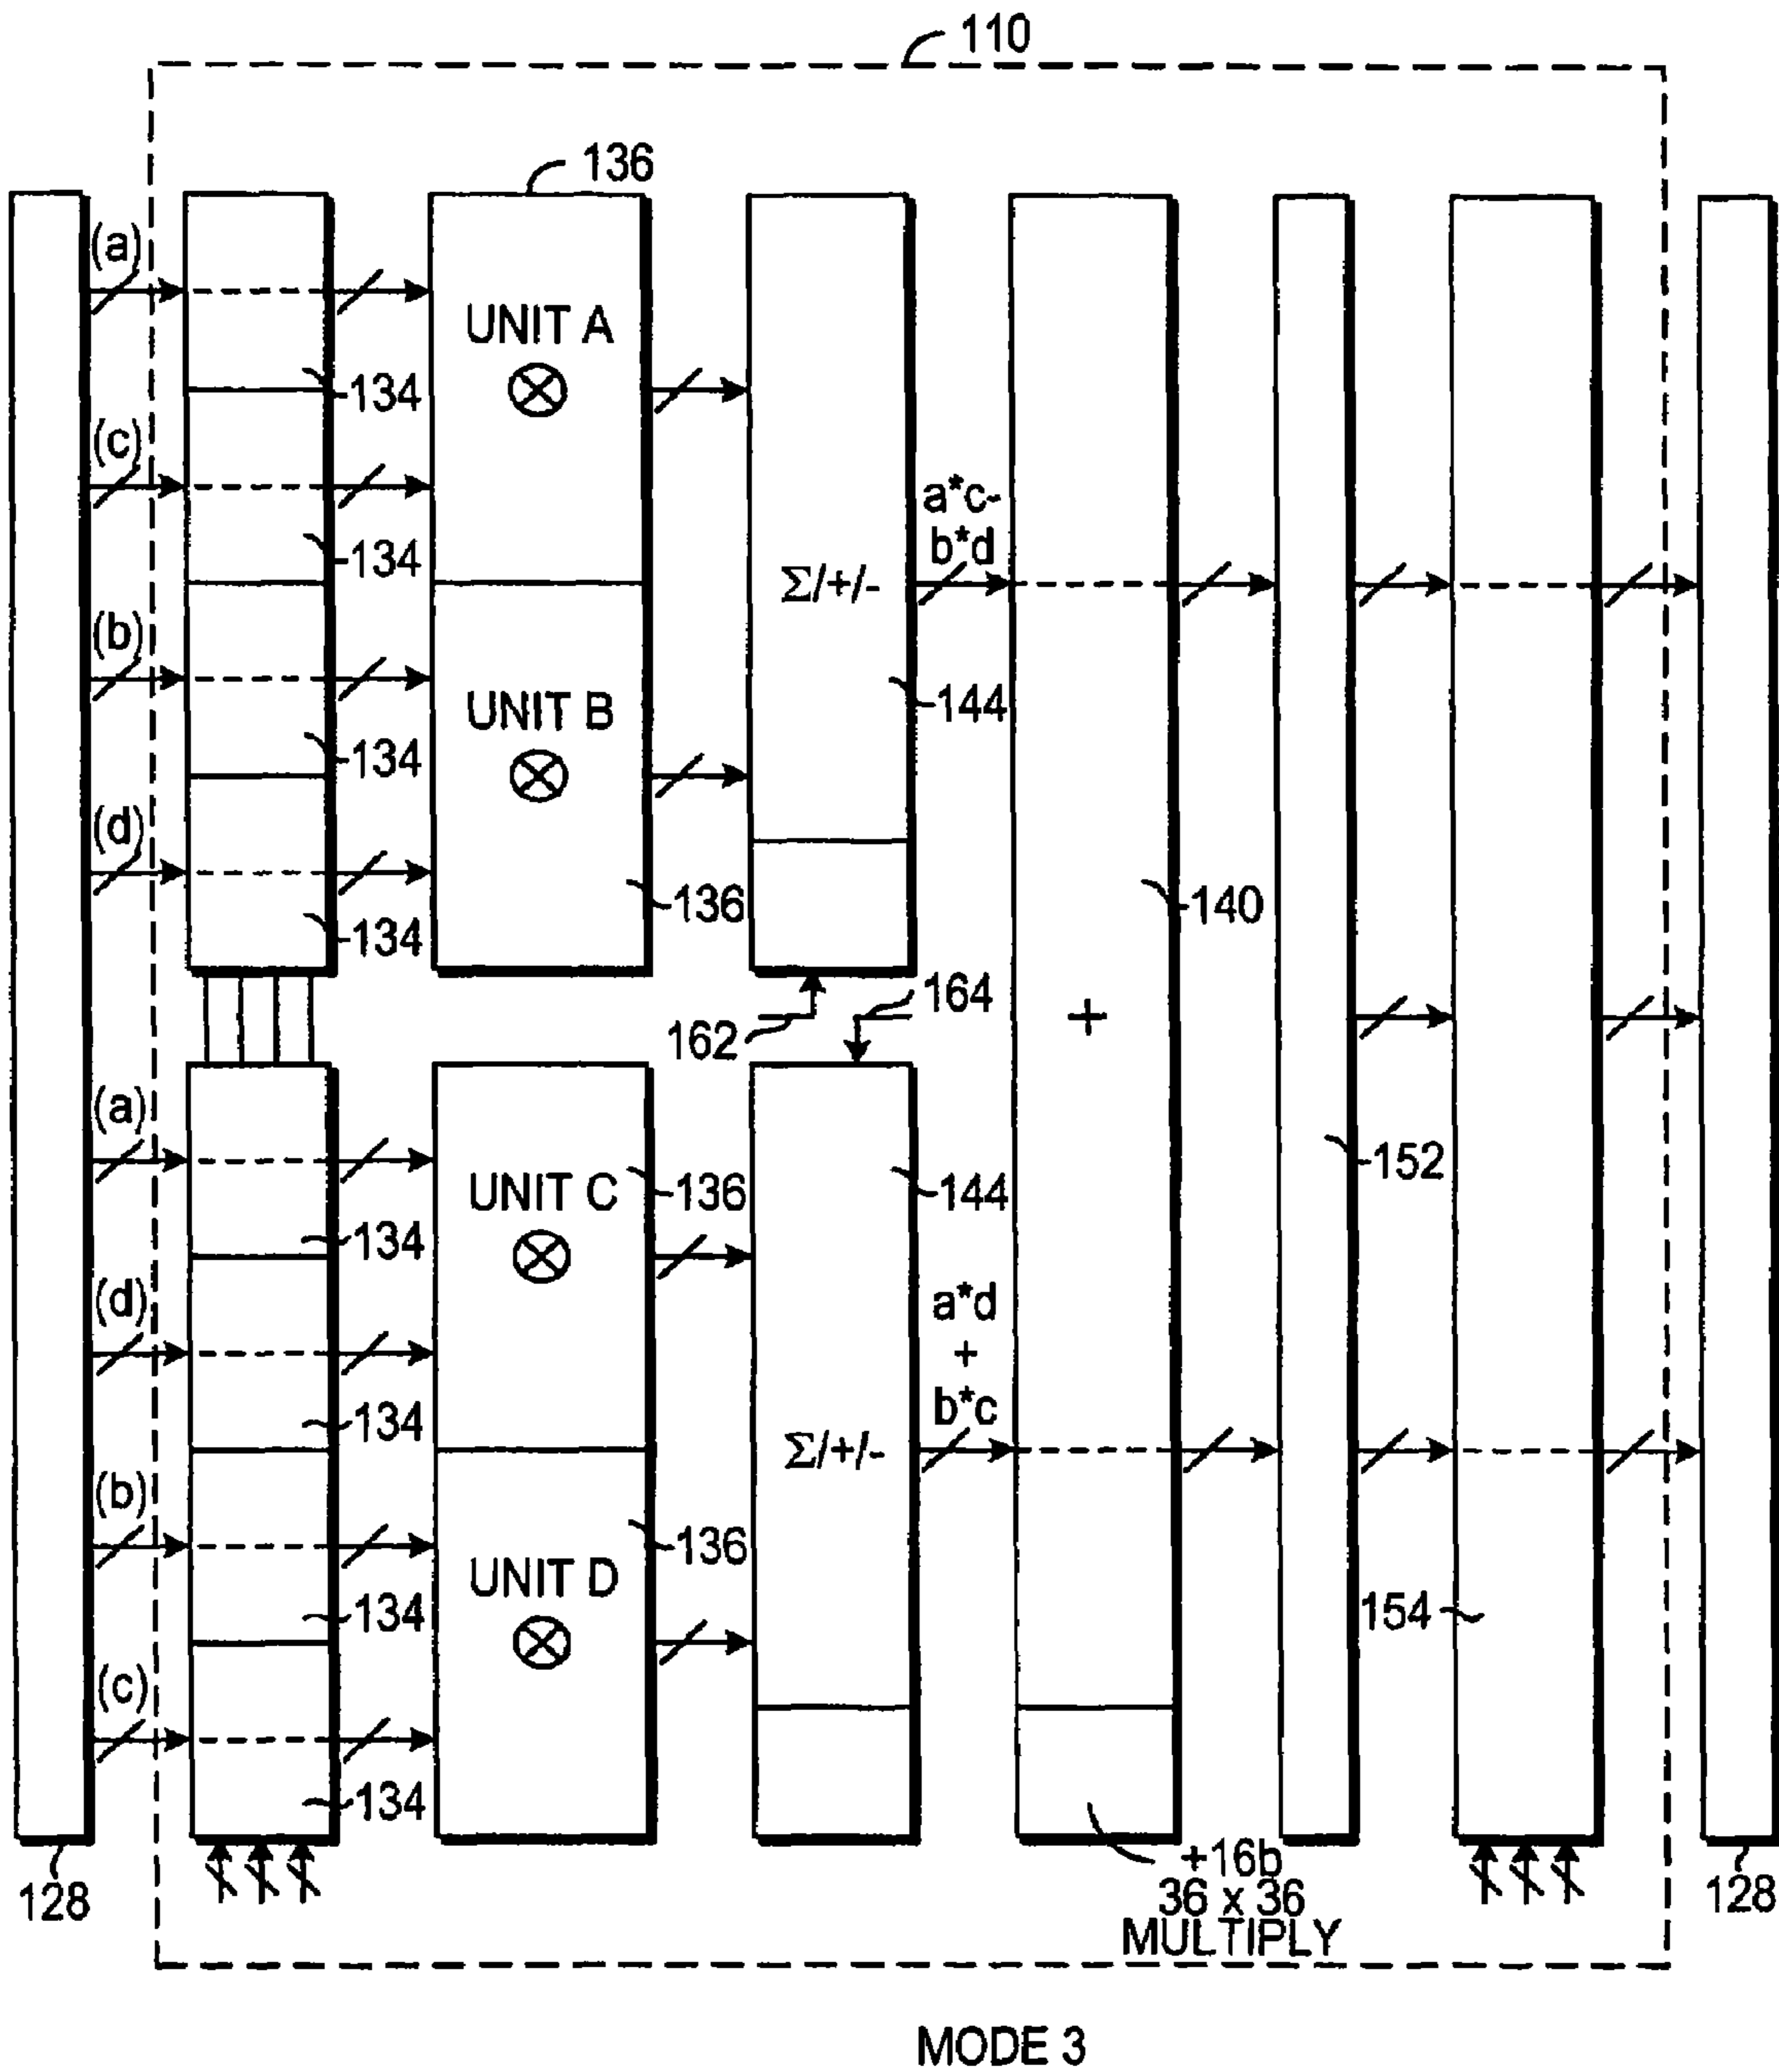 110
136
(a)
UNIT A
134
(c)
a*c-
b*d
134
Σ/+/-
(b)
UNIT B
144
134
(d)
136
140
134
164
162
+
(a)
136
144
152
UNIT C
134
(d)
a*d
+
b*c
134
Σ/+/-
(b)
136
UNIT D
134
154
(c)
134
+16b
36 x 36
MULTIPLY
128
128
MODE 3